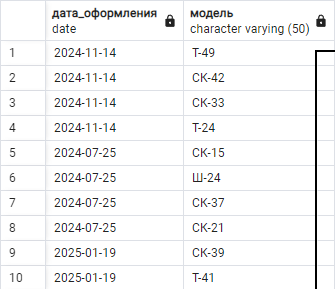 дата_оформления модель
date character varying (50)
1 2024-11-14 Т-49
2 2024-11-14 СК-42
3 2024-11-14 СК-33
4 2024-11-14 Т-24
5 2024-07-25 СК-15
6 2024-07-25 Ш-24
7 2024-07-25 СК-37
8 2024-07-25 СК-21
9 2025-01-19 СК-39
10 2025-01-19 Т-41